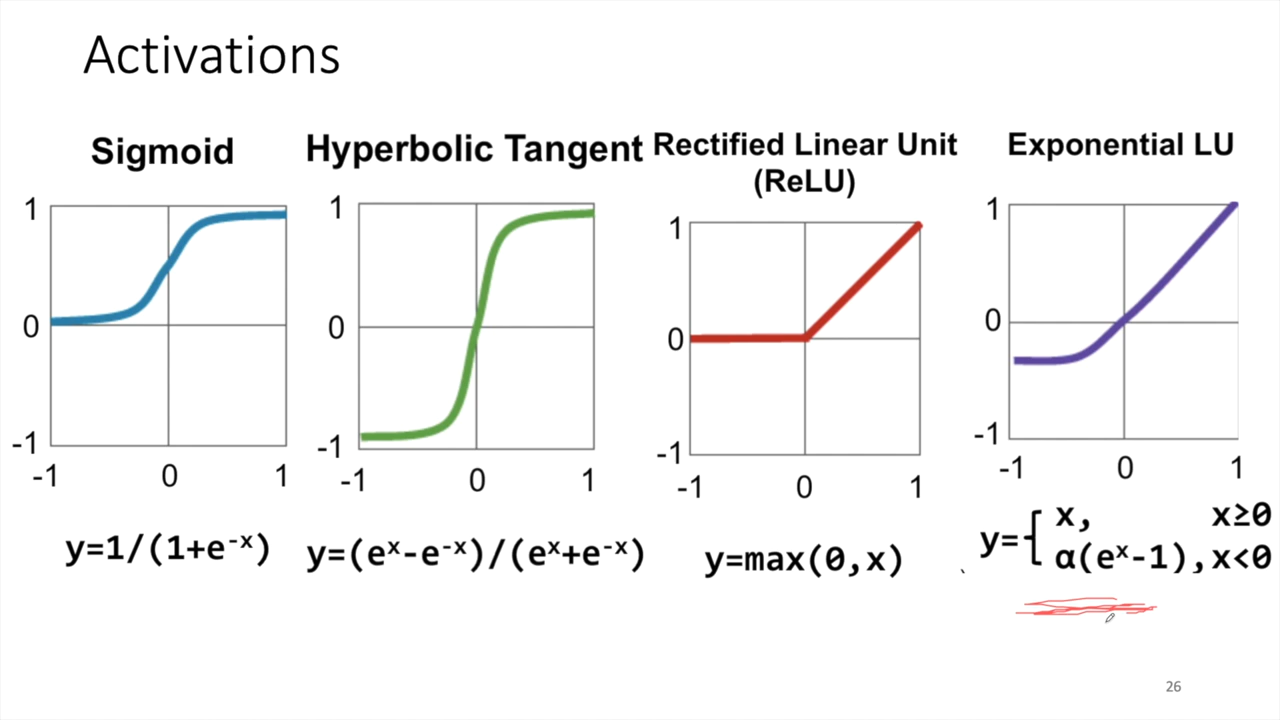 Activations
Sigmoid
Hyperbolic Tangent
Rectified Linear Unit
(ReLU)
Exponential LU
1
0
-1
-1 0 1
1
0
-1
-1 0 1
1
0
-1
-1 0 1
1
0
-1
-1 0 1
y=1/(1+e⁻ˣ)
y=(eˣ-e⁻ˣ)/(eˣ+e⁻ˣ)
y=max(0,x)
y={ x, x≥0
α(eˣ-1),x<0
26